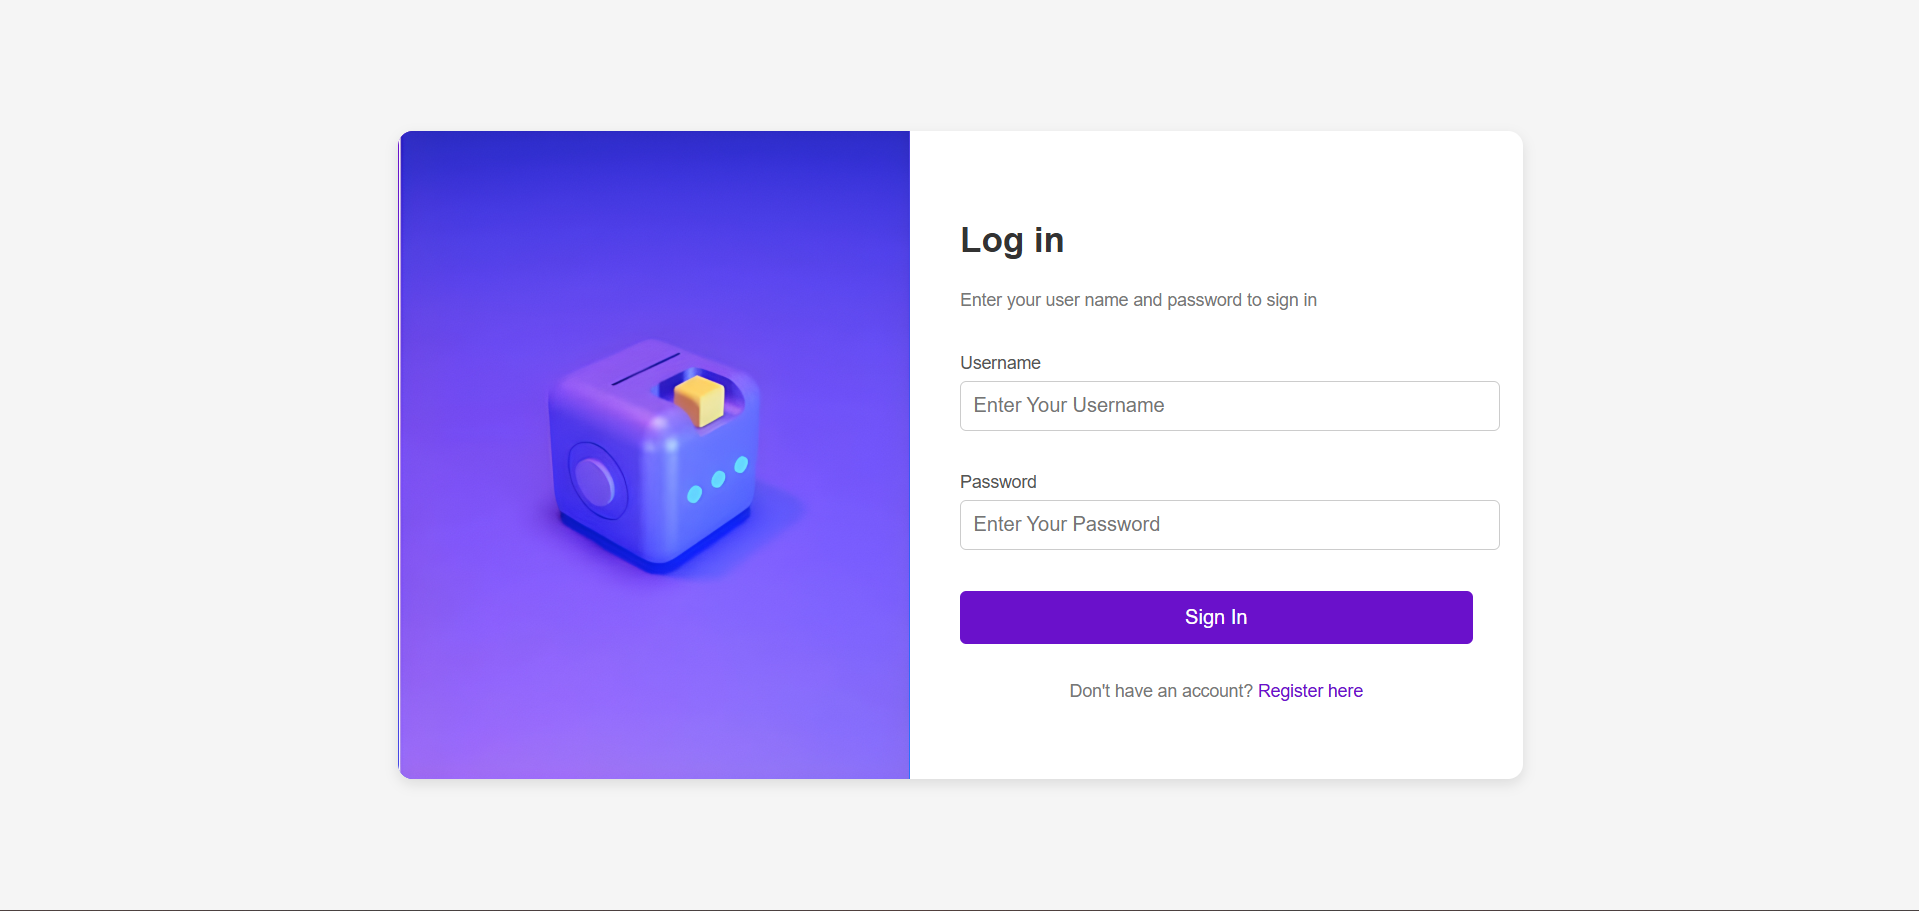 Log in
Enter your user name and password to sign in
Username
Enter Your Username
Password
Enter Your Password
Sign In
Don't have an account? Register here